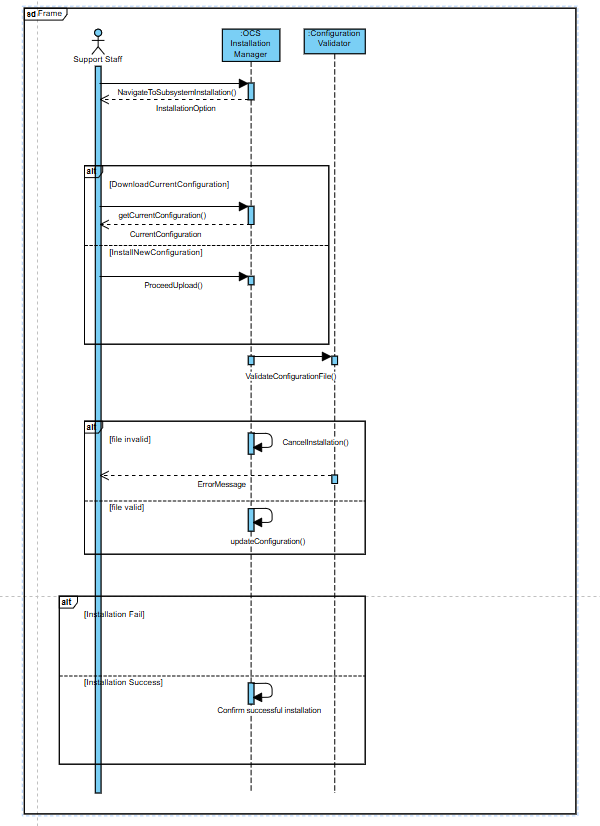 sd Frame
Support Staff
:OCS
Installation
Manager
:Configuration
Validator
NavigateToSubsystemInstallation()
InstallationOption
alt
[DownloadCurrentConfiguration]
getCurrentConfiguration()
CurrentConfiguration
[InstallNewConfiguration]
ProceedUpload()
ValidateConfigurationFile()
alt
[file invalid]
CancelInstallation()
ErrorMessage
[file valid]
updateConfiguration()
alt
[Installation Fail]
[Installation Success]
Confirm successful installation